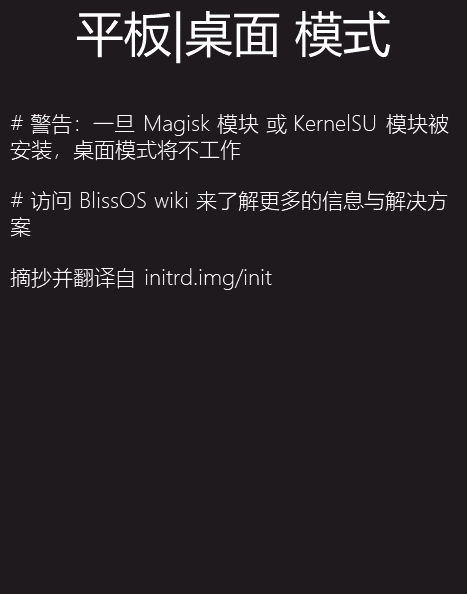 平板|桌面 模式
# 警告：一旦 Magisk 模块 或 KernelSU 模块被
安装，桌面模式将不工作
# 访问 BlissOS wiki 来了解更多的信息与解决方
案
摘抄并翻译自 initrd.img/init